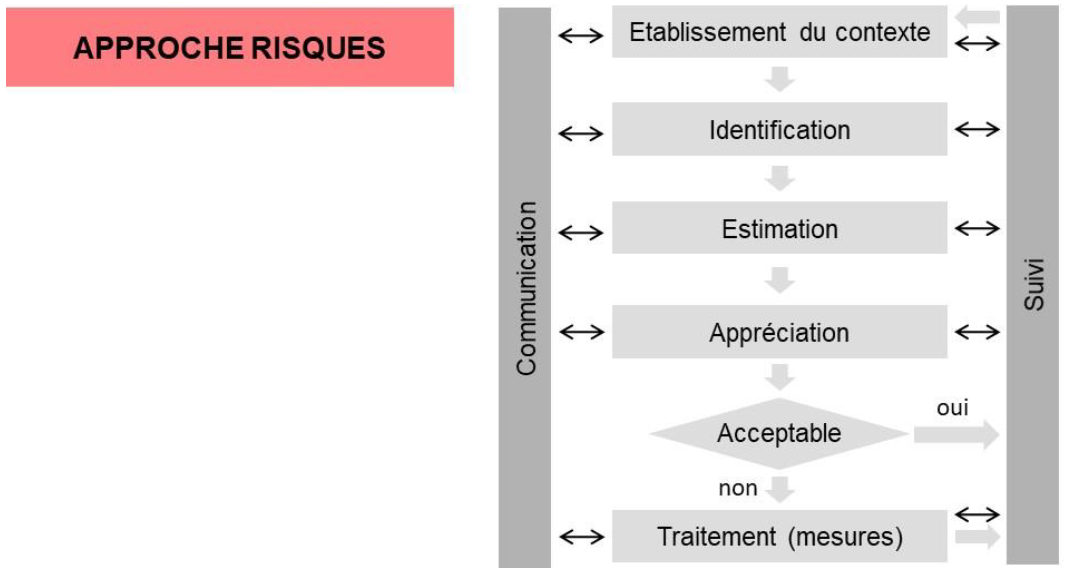 APPROCHE RISQUES
Communication
Etablissement du contexte
Identification
Estimation
Appréciation
Acceptable
oui
non
Traitement (mesures)
Suivi